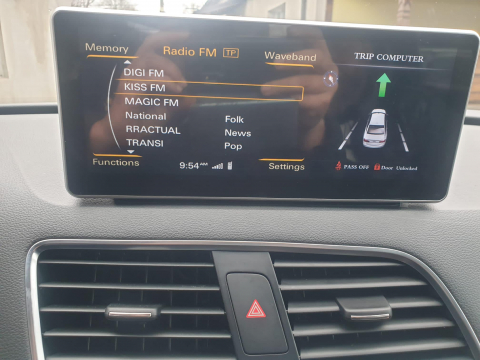 Memory
Radio FM TP
Waveband
TRIP COMPUTER
DIGI FM
KISS FM
MAGIC FM
National Folk
RRACTUAL News
TRANSI Pop
Functions
9:54AM
Settings
PASS OFF Door Unlocked